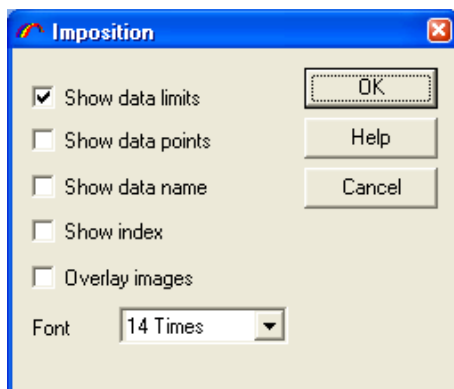 Imposition
Show data limits
OK
Show data points
Help
Show data name
Cancel
Show index
Overlay images
Font 14 Times